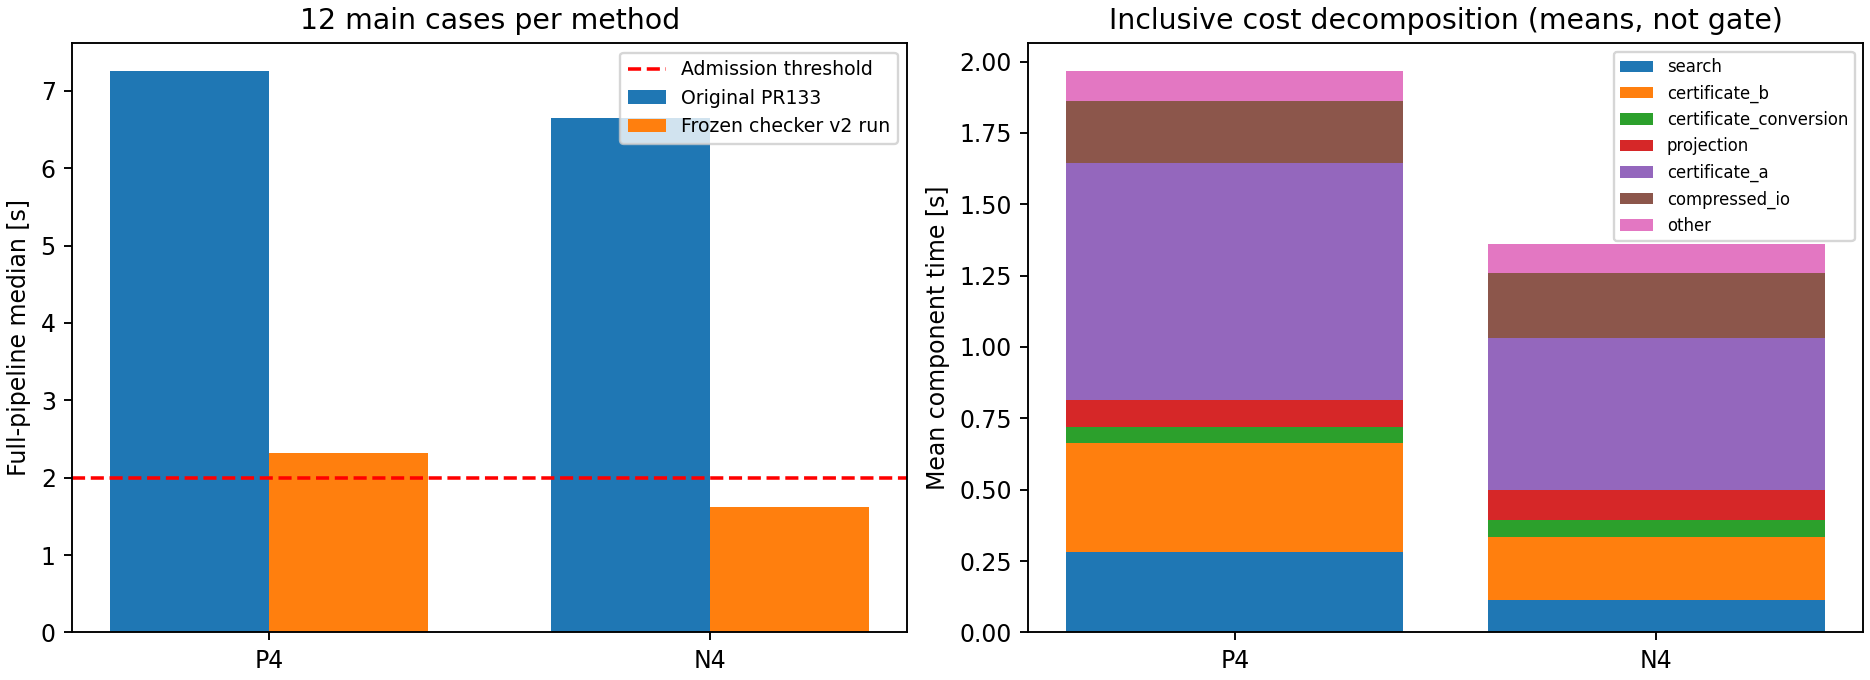 12 main cases per method
Full-pipeline median [s]
7
6
5
4
3
2
1
0
Admission threshold
Original PR133
Frozen checker v2 run
P4
N4
Inclusive cost decomposition (means, not gate)
Mean component time [s]
2.00
1.75
1.50
1.25
1.00
0.75
0.50
0.25
0.00
search
certificate_b
certificate_conversion
projection
certificate_a
compressed_io
other
P4
N4